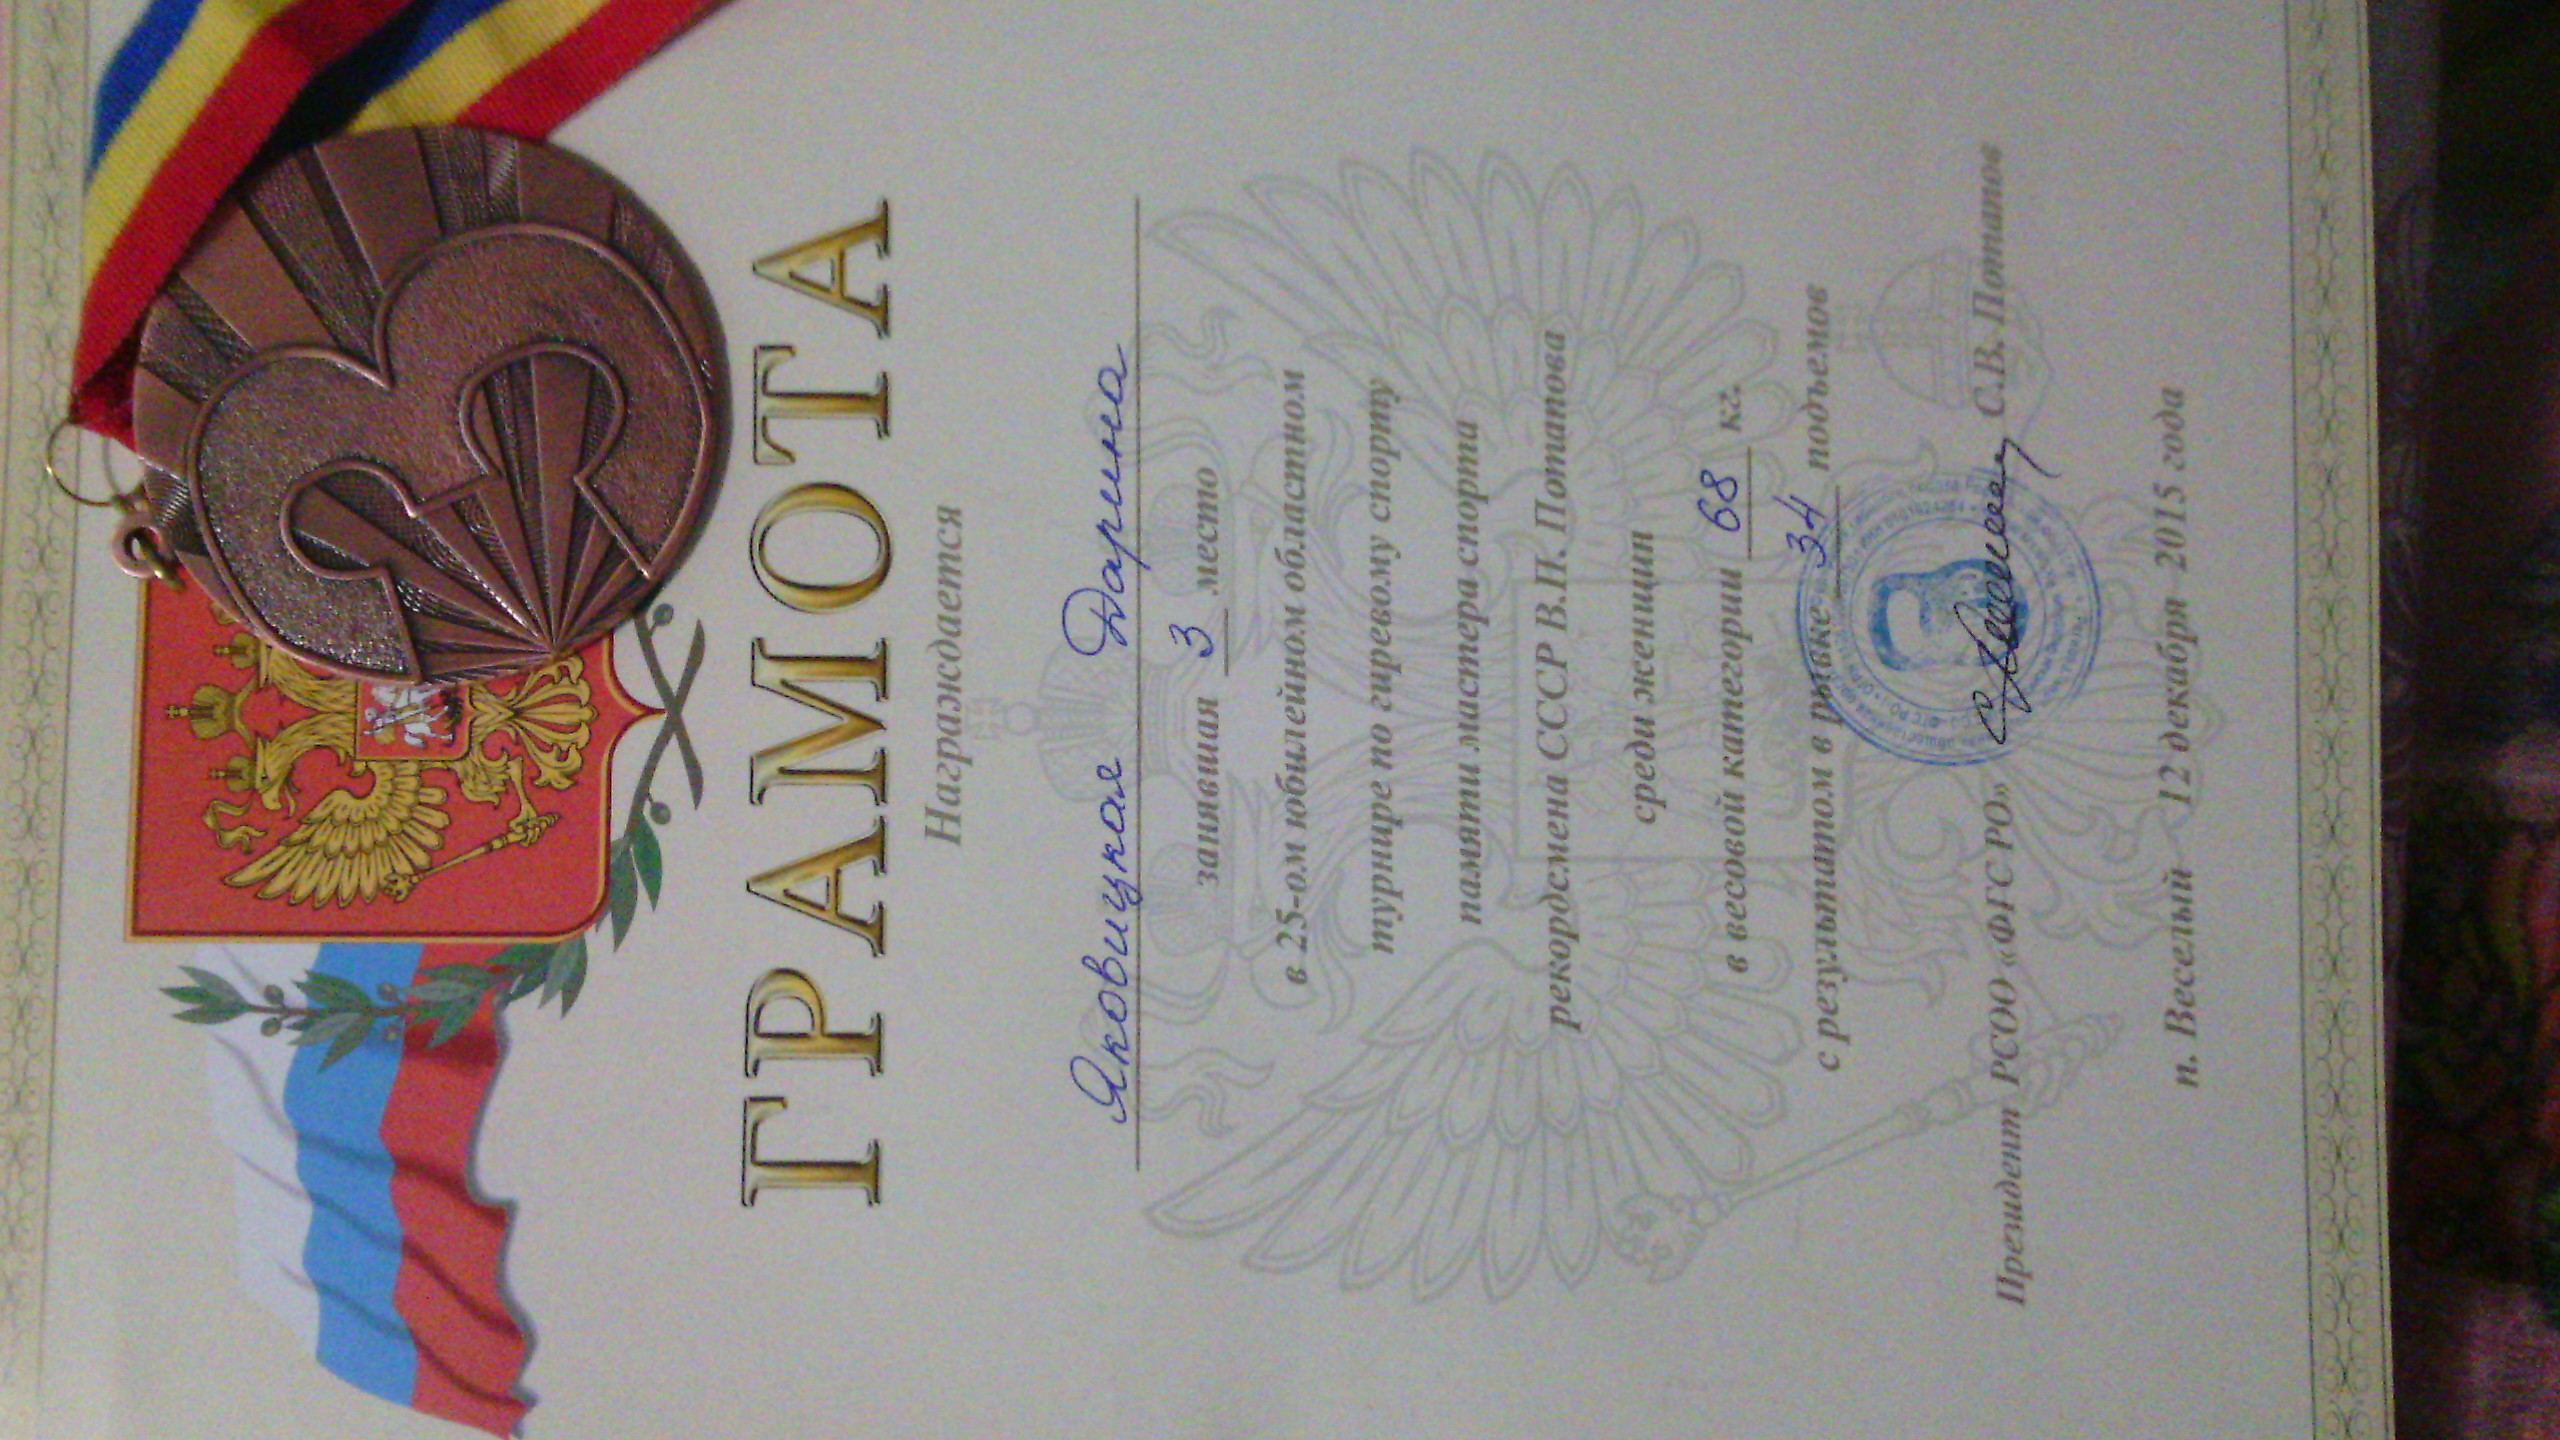 ГРАМОТА
Награждается
Яковицкая Дарина
занявшая 3 место
в 25-ом юбилейном областном
турнире по гиревому спорту
памяти мастера спорта
рекордсмена СССР В.П. Потапова
среди женщин
в весовой категории 68 кг.
с результатом в рывке 34 подъемов
Президент РСОО «ФГС РО» С.В. Потапов
п. Веселый 12 декабря 2015 года
3